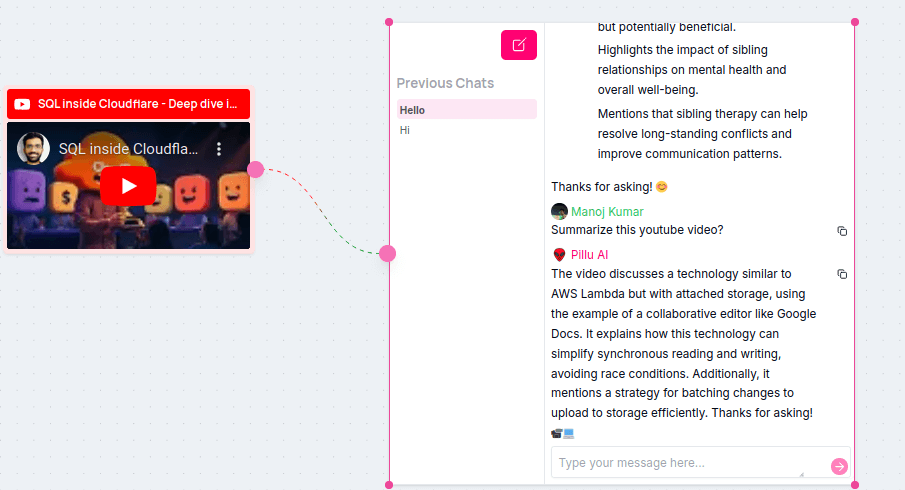 SQL inside Cloudflare - Deep dive i...
SQL inside Cloudfla...
Previous Chats
Hello
Hi
but potentially beneficial.
Highlights the impact of sibling
relationships on mental health and
overall well-being.
Mentions that sibling therapy can help
resolve long-standing conflicts and
improve communication patterns.
Thanks for asking! 😊
Manoj Kumar
Summarize this youtube video?
Pillu AI
The video discusses a technology similar to
AWS Lambda but with attached storage, using
the example of a collaborative editor like Google
Docs. It explains how this technology can
simplify synchronous reading and writing,
avoiding race conditions. Additionally, it
mentions a strategy for batching changes to
upload to storage efficiently. Thanks for asking!
📹💻
Type your message here...